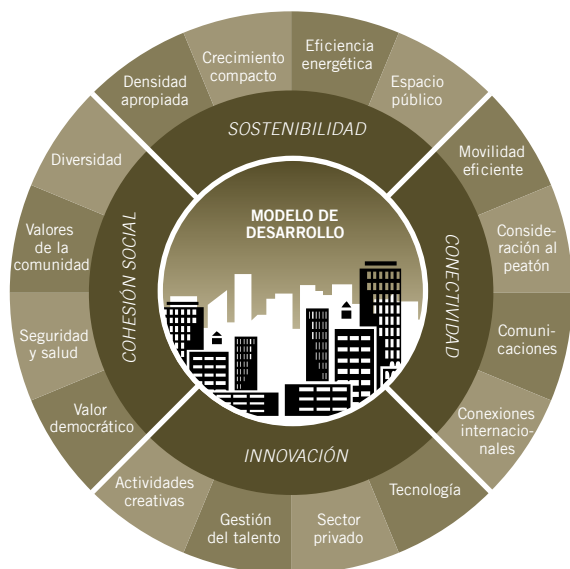 MODELO DE
DESARROLLO
SOSTENIBILIDAD
Densidad
apropiada
Crecimiento
compacto
Eficiencia
energética
Espacio
público
CONECTIVIDAD
Movilidad
eficiente
Conside-
ración al
peatón
Comuni-
caciones
Conexiones
internacio-
nales
INNOVACIÓN
Tecnología
Sector
privado
Gestión
del talento
Actividades
creativas
COHESIÓN SOCIAL
Valor
democrático
Seguridad
y salud
Valores
de la
comunidad
Diversidad